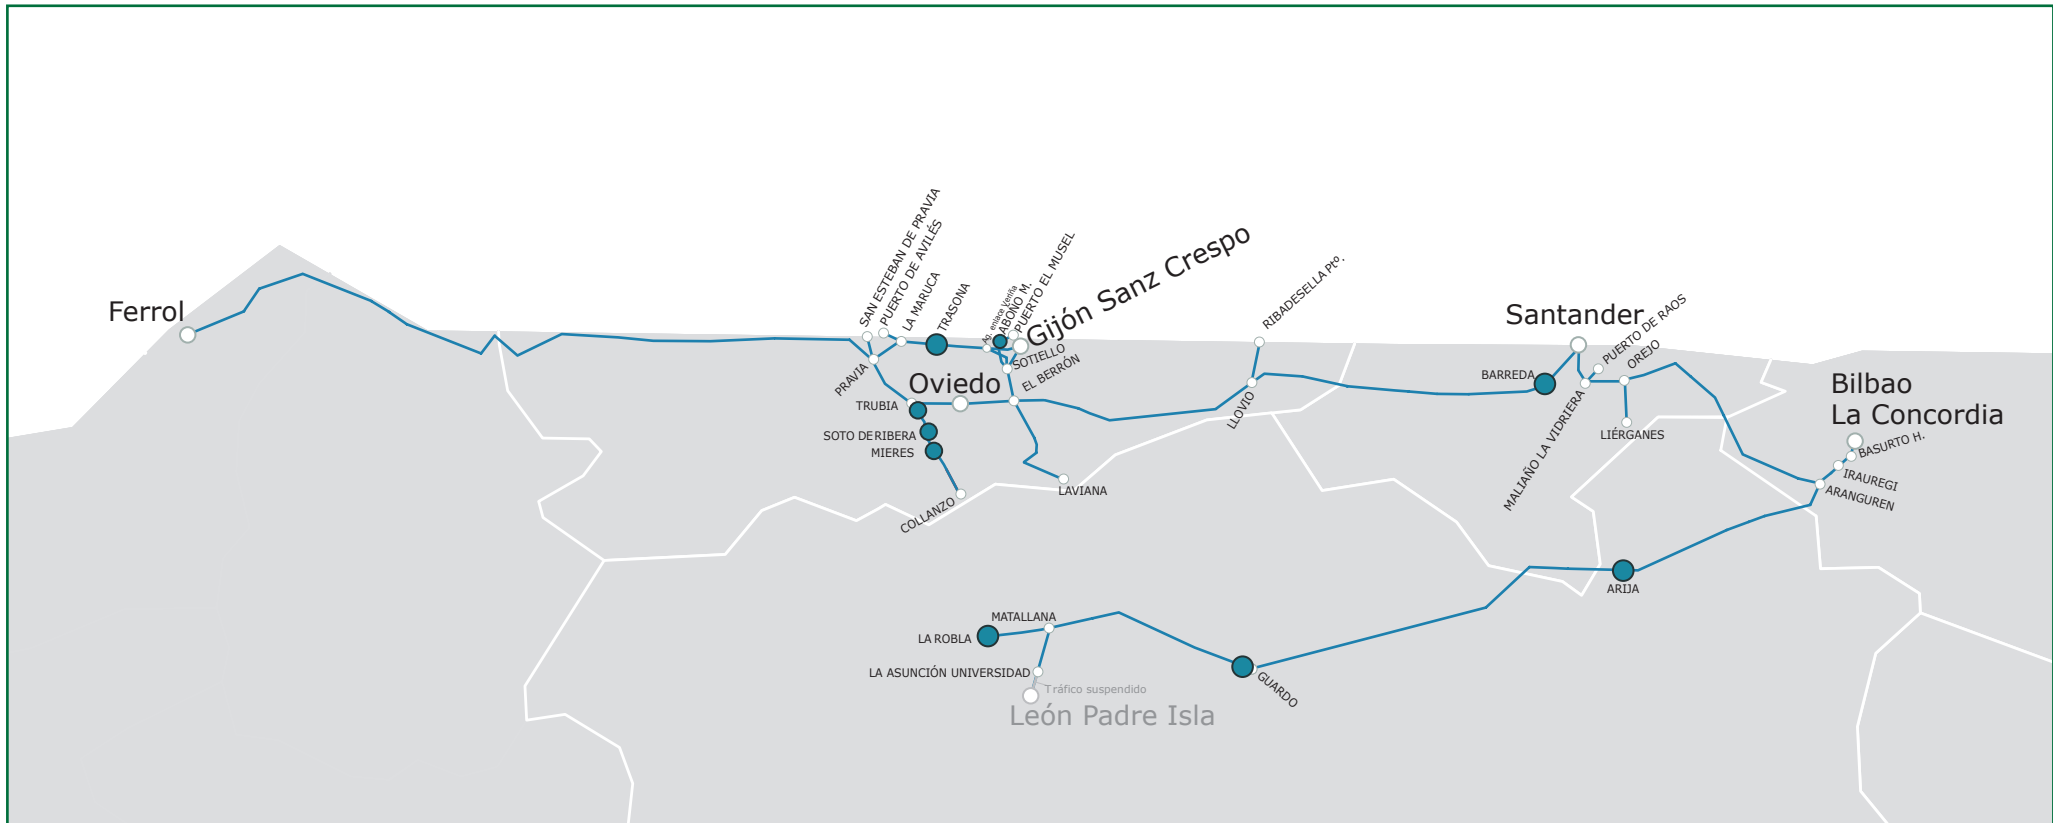 Ferrol
SAN ESTEBAN DE PRAVIA
PUERTO DE AVILÉS
LA MARUCA
TRASONA
Ag. enlace Veriña
ABOÑO M.
PUERTO EL MUSEL
Gijón Sanz Crespo
SOTIELLO
EL BERRÓN
PRAVIA
Oviedo
TRUBIA
SOTO DE RIBERA
MIERES
COLLANZO
LAVIANA
RIBADESELLA Ptº.
LLOVIO
Santander
PUERTO DE RAOS
OREJO
BARREDA
MALIAÑO LA VIDRIERA
LIÉRGANES
Bilbao
La Concordia
BASURTO H.
IRAUREGI
ARANGUREN
ARIJA
MATALLANA
LA ROBLA
LA ASUNCIÓN UNIVERSIDAD
Tráfico suspendido
León Padre Isla
GUARDO